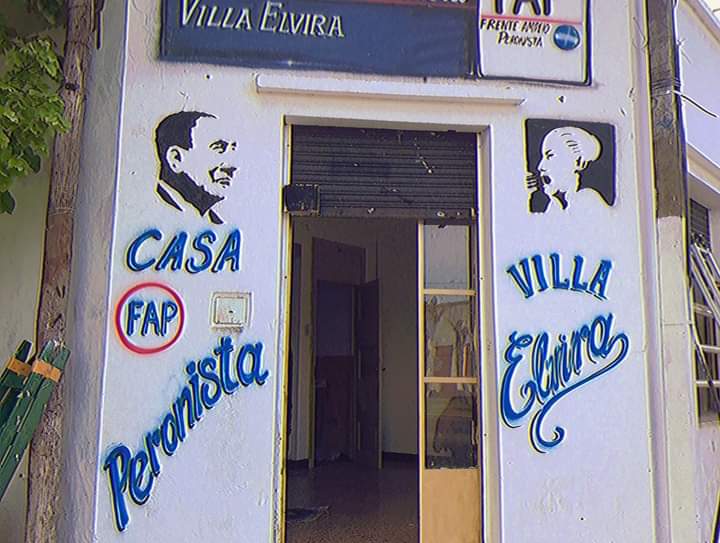 VILLA ELVIRA
FAP
FRENTE AMPLIO
PERONISTA
CASA
FAP
Peronista
VILLA
Elvira